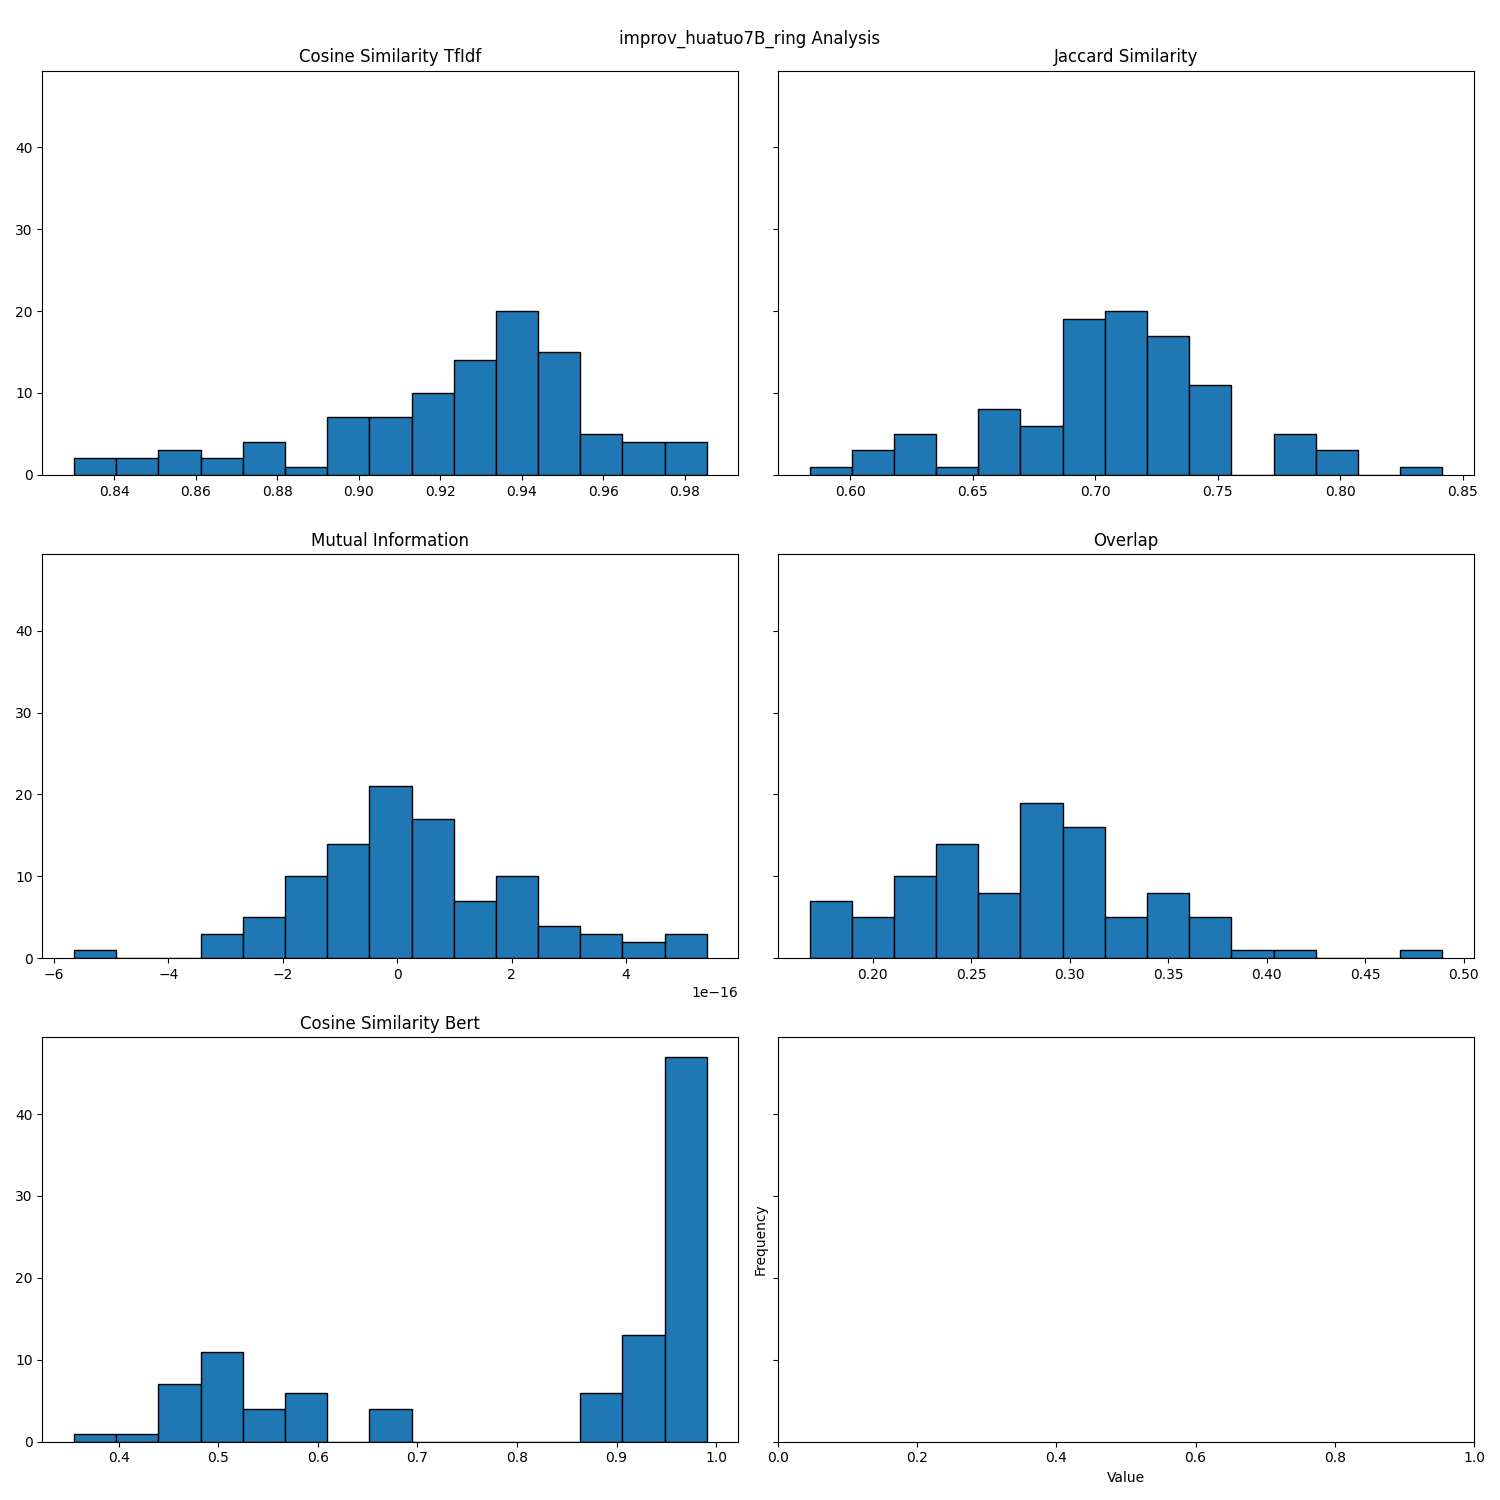 improv_huatuo7B_ring Analysis
Cosine Similarity TfIdf
40
30
20
10
0
0.84 0.86 0.88 0.90 0.92 0.94 0.96 0.98
Jaccard Similarity
0.60 0.65 0.70 0.75 0.80 0.85
Mutual Information
40
30
20
10
0
−6 −4 −2 0 2 4
1e−16
Overlap
0.20 0.25 0.30 0.35 0.40 0.45 0.50
Cosine Similarity Bert
40
30
20
10
0
0.4 0.5 0.6 0.7 0.8 0.9 1.0
Frequency
0.0 0.2 0.4 0.6 0.8 1.0
Value